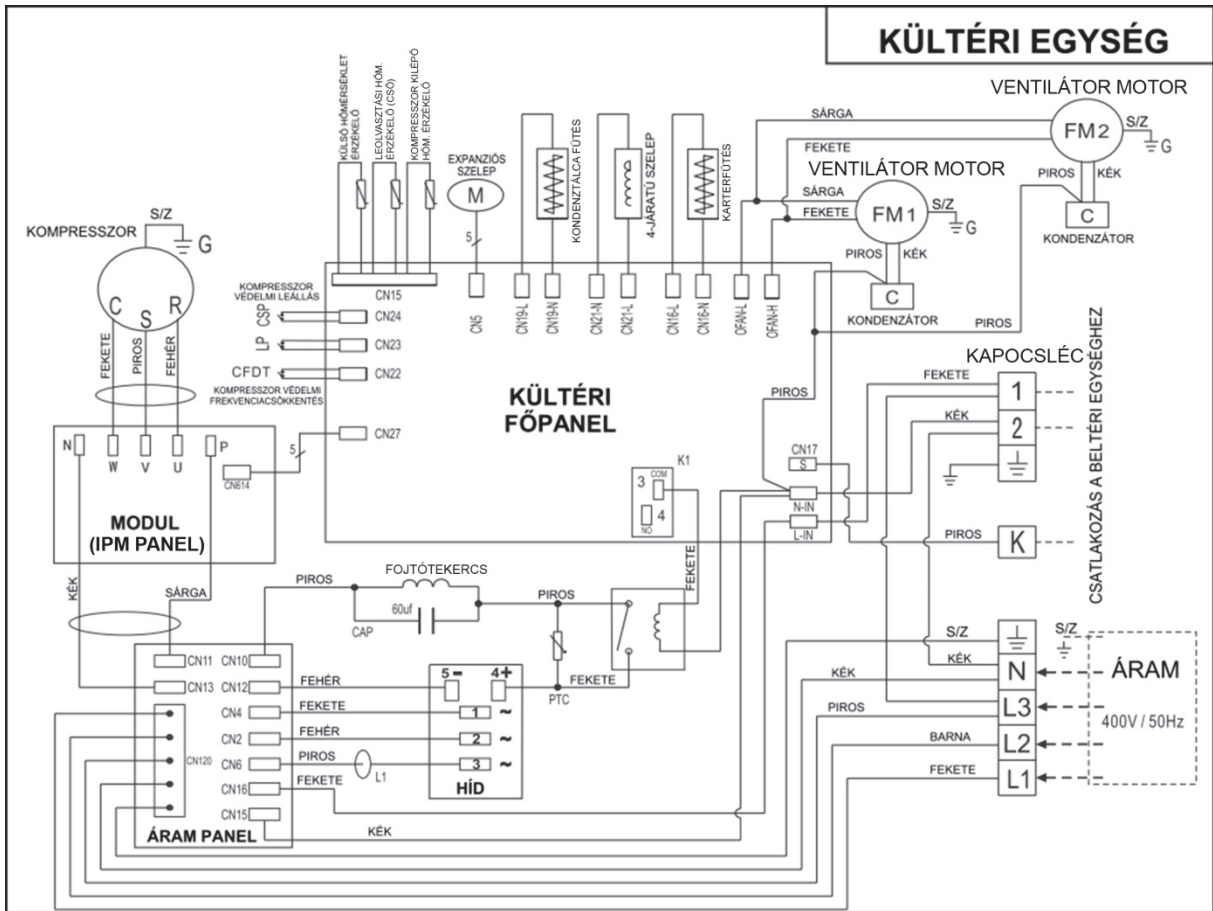 KÜLTÉRI EGYSÉG
VENTILÁTOR MOTOR
SÁRGA
FM2
S/Z
G
FEKETE
PIROS
KÉK
C
KONDENZÁTOR
VENTILÁTOR MOTOR
SÁRGA
FEKETE
FM1
S/Z
G
PIROS
KÉK
C
KONDENZÁTOR
PIROS
KÜLSŐ HŐMÉRSÉKLET
ÉRZÉKELŐ
LEOLVASZTÁSI HŐM.
ÉRZÉKELŐ (CSŐ)
KOMPRESSZOR KILÉPŐ
HŐM. ÉRZÉKELŐ
EXPANZIÓS
SZELEP
M
5
KONDENZTÁLCA FŰTÉS
4-JÁRATÚ SZELEP
KARTERFŰTÉS
S/Z
KOMPRESSZOR
G
C
S
R
FEKETE
PIROS
FEHÉR
KOMPRESSZOR
VÉDELMI LEÁLLÁS
CSP
LP
CFDT
KOMPRESSZOR VÉDELMI
FREKVENCIACSÖKKENTÉS
CN15
CN24
CN23
CN22
CN27
5
CN5
CN19-L
CN19-N
CN21-N
CN21-L
CN16-L
CN16-N
OFAN-L
OFAN-H
KÜLTÉRI
FŐPANEL
PIROS
CN17
S
N-IN
L-IN
K1
3
COM
4
NO
N
W
V
U
P
CN614
MODUL
(IPM PANEL)
KÉK
SÁRGA
KAPOCSLÉC
FEKETE
1
KÉK
2
PIROS
K
CSATLAKOZÁS A BELTÉRI EGYSÉGHEZ
PIROS
FOJTÓTEKERCS
60uf
CAP
PIROS
FEKETE
PTC
FEKETE
CN11
CN10
CN13
CN12
CN4
CN2
CN120
CN6
CN16
CN15
ÁRAM PANEL
FEHÉR
FEKETE
FEHÉR
PIROS
FEKETE
KÉK
L1
5 -
4 +
1 ~
2 ~
3 ~
HÍD
S/Z
S/Z
KÉK
KÉK
N
PIROS
L3
BARNA
L2
FEKETE
L1
ÁRAM
400V / 50Hz